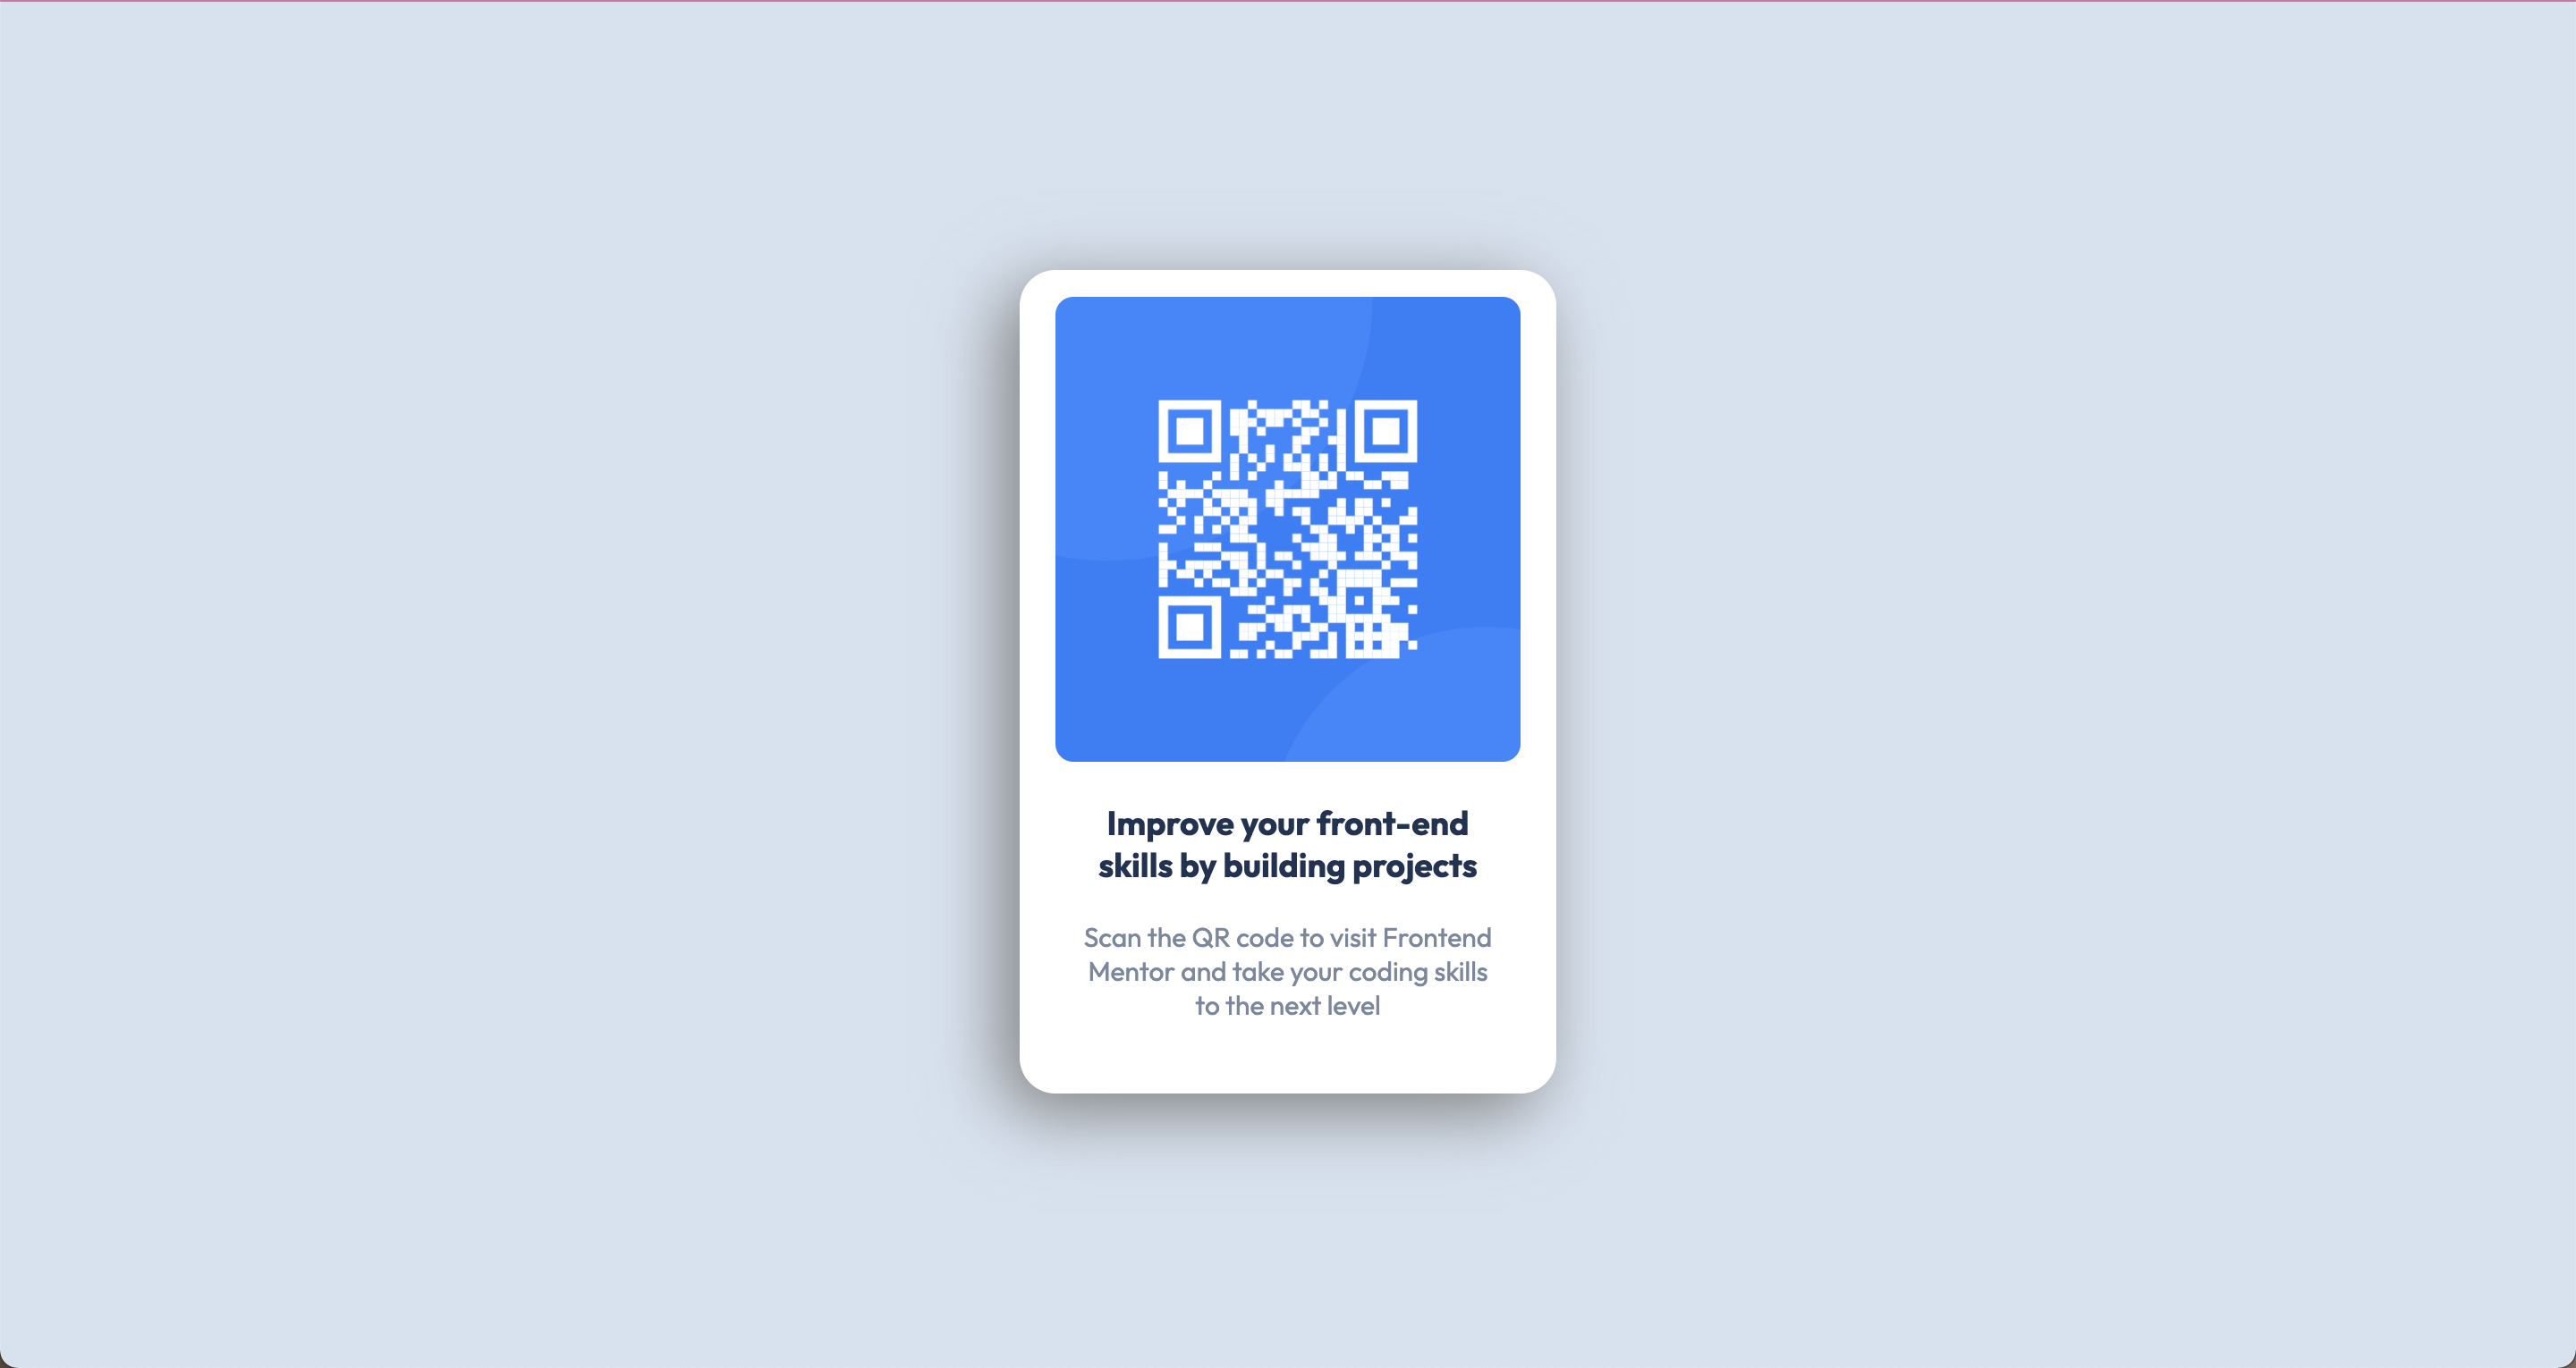 Improve your front-end
skills by building projects
Scan the QR code to visit Frontend
Mentor and take your coding skills
to the next level